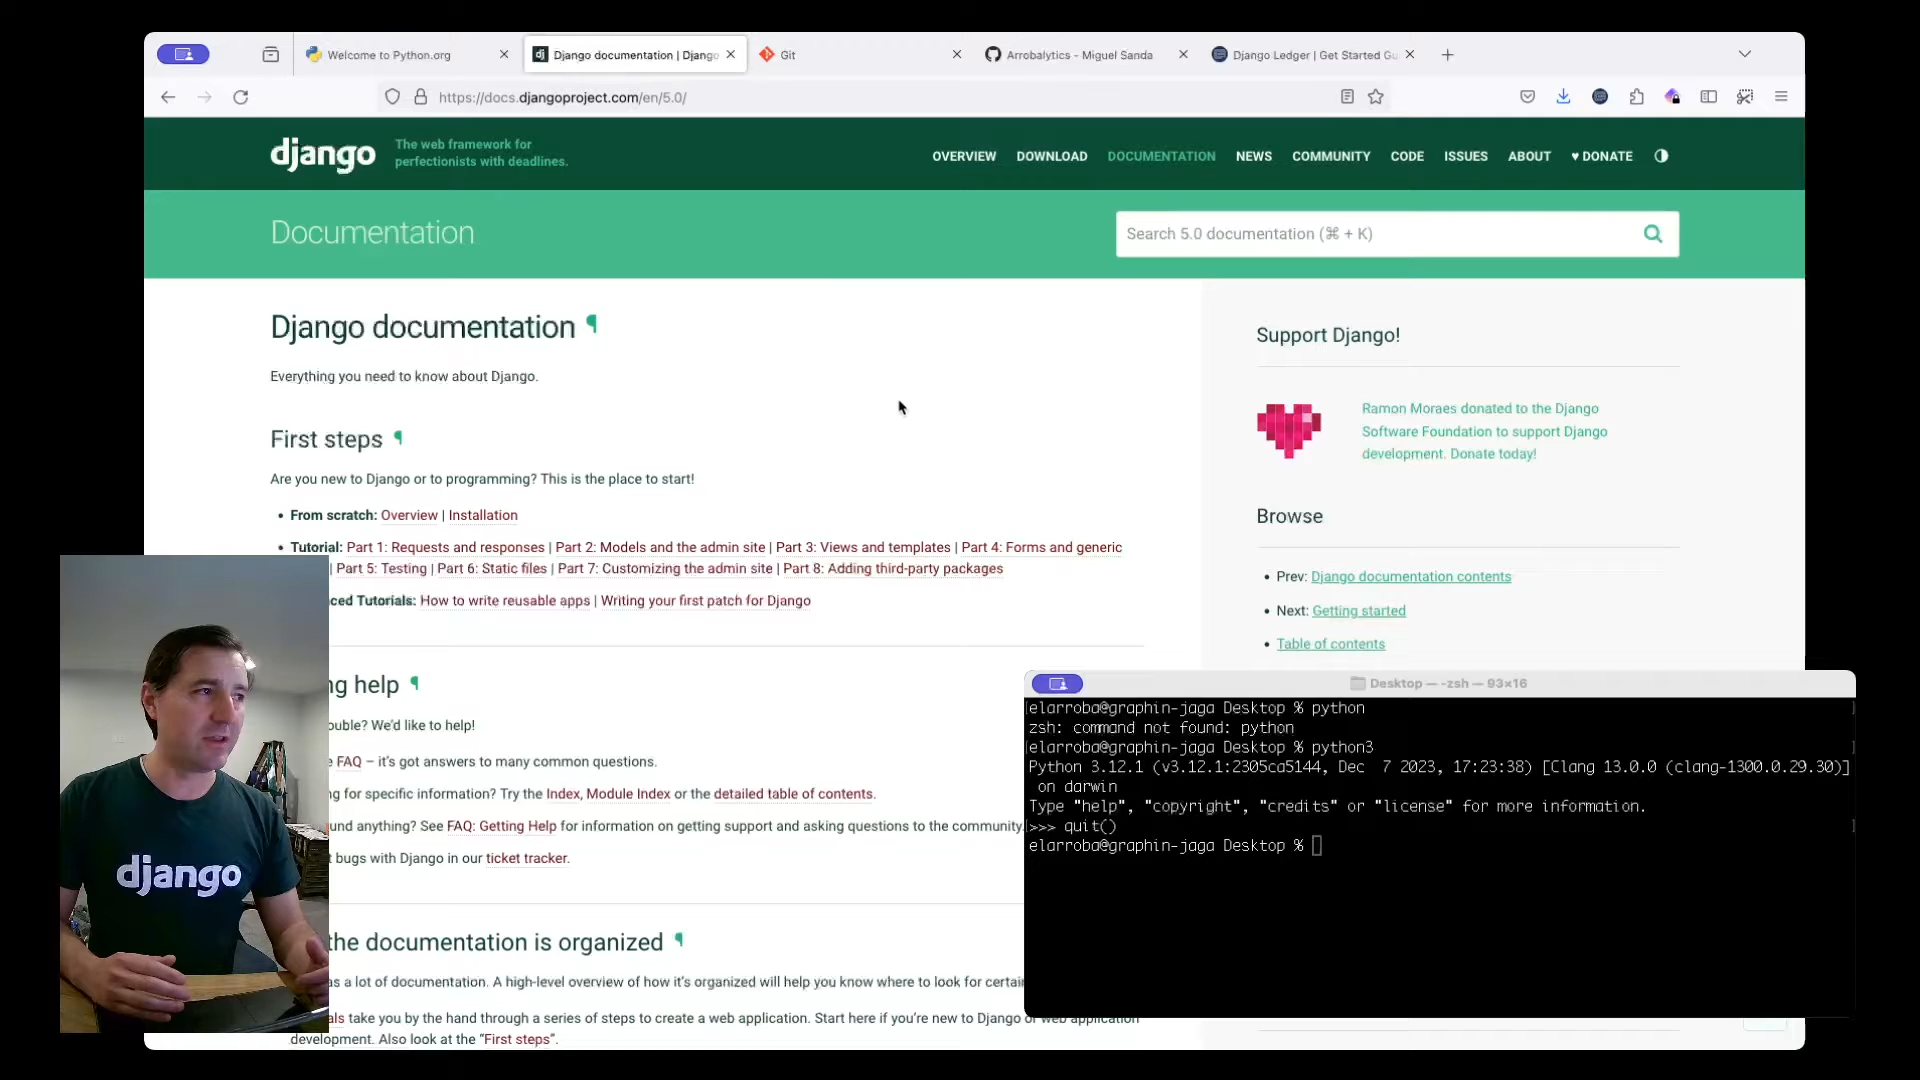 Welcome to Python.org
Django documentation | Django
Git
Arrobalytics - Miguel Sanda
Django Ledger | Get Started Gu
https://docs.djangoproject.com/en/5.0/
django
The web framework for
perfectionists with deadlines.
OVERVIEW DOWNLOAD DOCUMENTATION NEWS COMMUNITY CODE ISSUES ABOUT ♥ DONATE
Documentation
Search 5.0 documentation (⌘ + K)
Django documentation ¶
Everything you need to know about Django.
First steps ¶
Are you new to Django or to programming? This is the place to start!
• From scratch: Overview | Installation
• Tutorial: Part 1: Requests and responses | Part 2: Models and the admin site | Part 3: Views and templates | Part 4: Forms and generic
| Part 5: Testing | Part 6: Static files | Part 7: Customizing the admin site | Part 8: Adding third-party packages
ced Tutorials: How to write reusable apps | Writing your first patch for Django
ng help ¶
ouble? We'd like to help!
e FAQ – it's got answers to many common questions.
ng for specific information? Try the Index, Module Index or the detailed table of contents.
und anything? See FAQ: Getting Help for information on getting support and asking questions to the community.
t bugs with Django in our ticket tracker.
the documentation is organized ¶
as a lot of documentation. A high-level overview of how it's organized will help you know where to look for certain
als take you by the hand through a series of steps to create a web application. Start here if you're new to Django or web application
development. Also look at the "First steps".
Support Django!
Ramon Moraes donated to the Django
Software Foundation to support Django
development. Donate today!
Browse
• Prev: Django documentation contents
• Next: Getting started
• Table of contents
Desktop — -zsh — 93×16
elarroba@graphin-jaga Desktop % python
zsh: command not found: python
elarroba@graphin-jaga Desktop % python3
Python 3.12.1 (v3.12.1:2305ca5144, Dec  7 2023, 17:23:38) [Clang 13.0.0 (clang-1300.0.29.30)]
on darwin
Type "help", "copyright", "credits" or "license" for more information.
>>> quit()
elarroba@graphin-jaga Desktop %
django